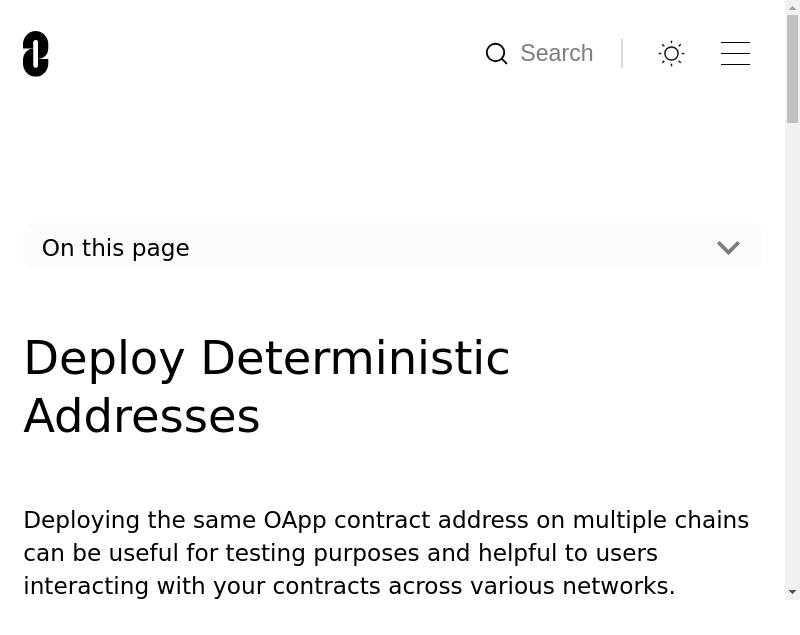 Search
On this page
Deploy Deterministic
Addresses
Deploying the same OApp contract address on multiple chains
can be useful for testing purposes and helpful to users
interacting with your contracts across various networks.